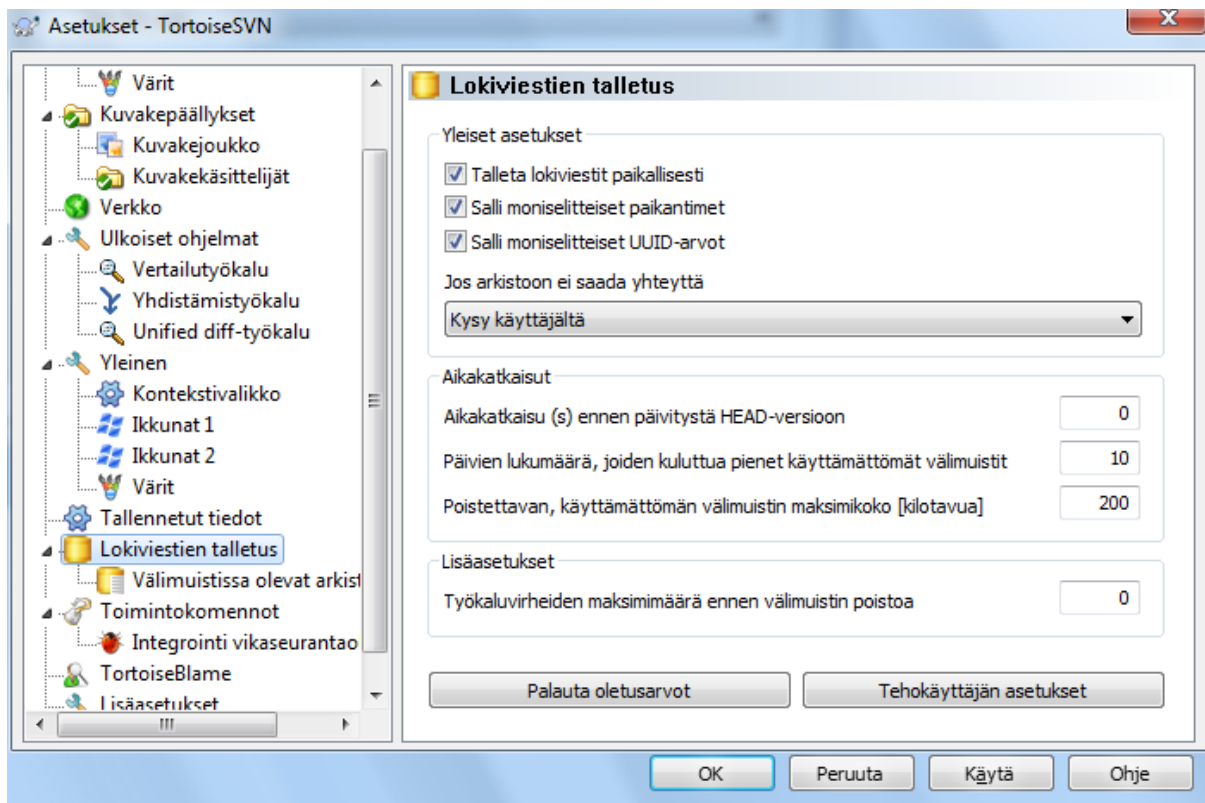 Asetukset - TortoiseSVN
Värit
Kuvakepäällykset
Kuvakejoukko
Kuvakekäsittelijät
Verkko
Ulkoiset ohjelmat
Vertailutyökalu
Yhdistämistyökalu
Unified diff-työkalu
Yleinen
Kontekstivalikko
Ikkunat 1
Ikkunat 2
Värit
Tallennetut tiedot
Lokiviestien talletus
Välimuistissa olevat arkist
Toimintokomennot
Integrointi vikaseurantao
TortoiseBlame
Lisäasetukset
Lokiviestien talletus
Yleiset asetukset
Talleta lokiviestit paikallisesti
Salli moniselitteiset paikantimet
Salli moniselitteiset UUID-arvot
Jos arkistoon ei saada yhteyttä
Kysy käyttäjältä
Aikakatkaisut
Aikakatkaisu (s) ennen päivitystä HEAD-versioon 0
Päivien lukumäärä, joiden kuluttua pienet käyttämättömät välimuistit 10
Poistettavan, käyttämättömän välimuistin maksimikoko [kilotavua] 200
Lisäasetukset
Työkaluvirheiden maksimimäärä ennen välimuistin poistoa 0
Palauta oletusarvot Tehokäyttäjän asetukset
OK Peruuta Käytä Ohje